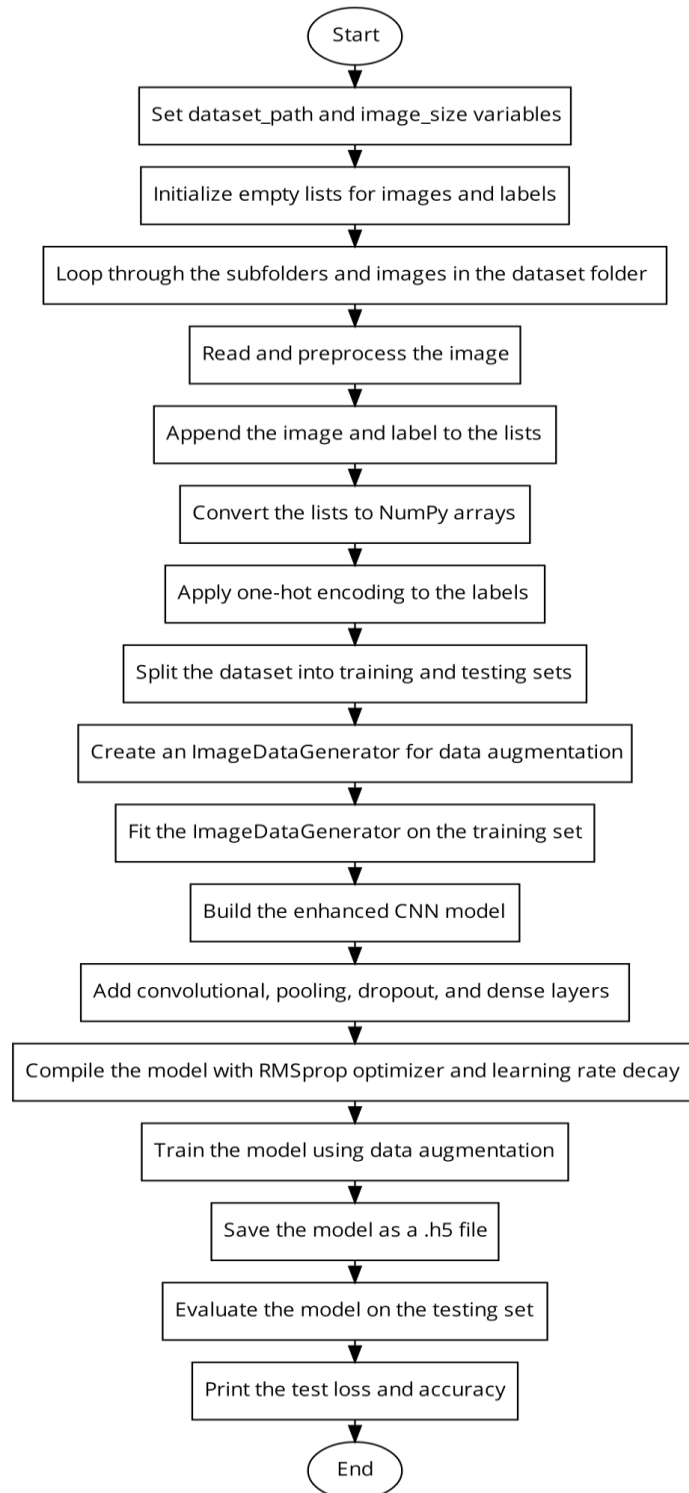 Start
Set dataset_path and image_size variables
Initialize empty lists for images and labels
Loop through the subfolders and images in the dataset folder
Read and preprocess the image
Append the image and label to the lists
Convert the lists to NumPy arrays
Apply one-hot encoding to the labels
Split the dataset into training and testing sets
Create an ImageDataGenerator for data augmentation
Fit the ImageDataGenerator on the training set
Build the enhanced CNN model
Add convolutional, pooling, dropout, and dense layers
Compile the model with RMSprop optimizer and learning rate decay
Train the model using data augmentation
Save the model as a .h5 file
Evaluate the model on the testing set
Print the test loss and accuracy
End